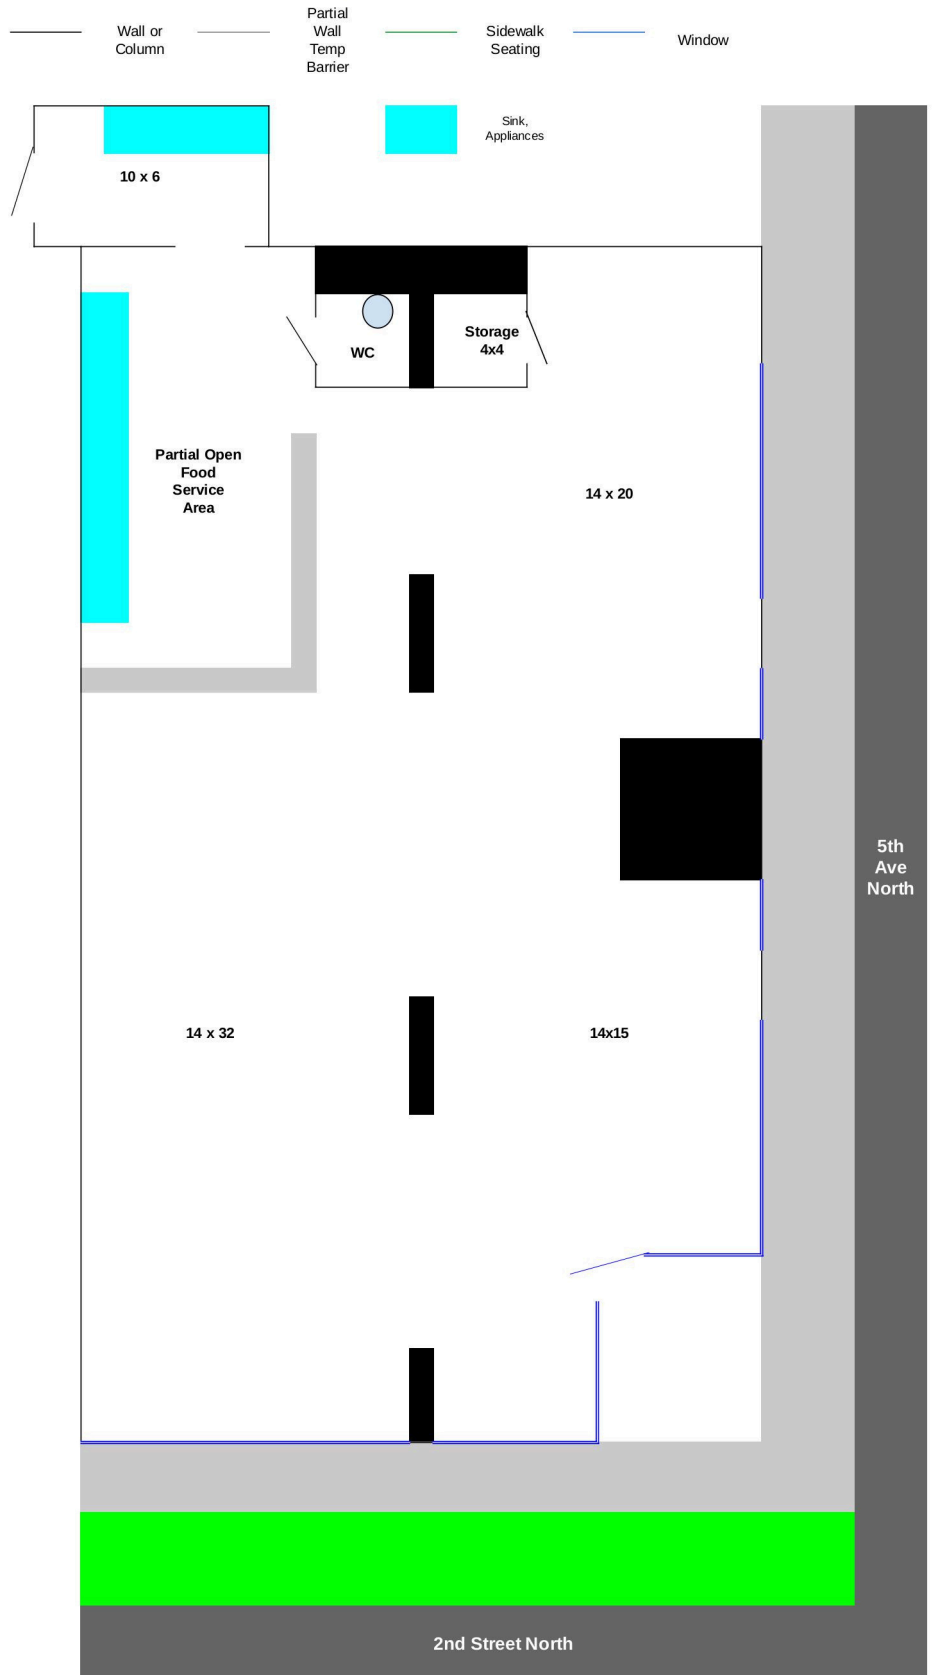 Wall or
Column
Partial
Wall
Temp
Barrier
Sidewalk
Seating
Window
Sink,
Appliances
10 x 6
WC
Storage
4x4
Partial Open
Food
Service
Area
14 x 20
5th
Ave
North
14 x 32
14x15
2nd Street North